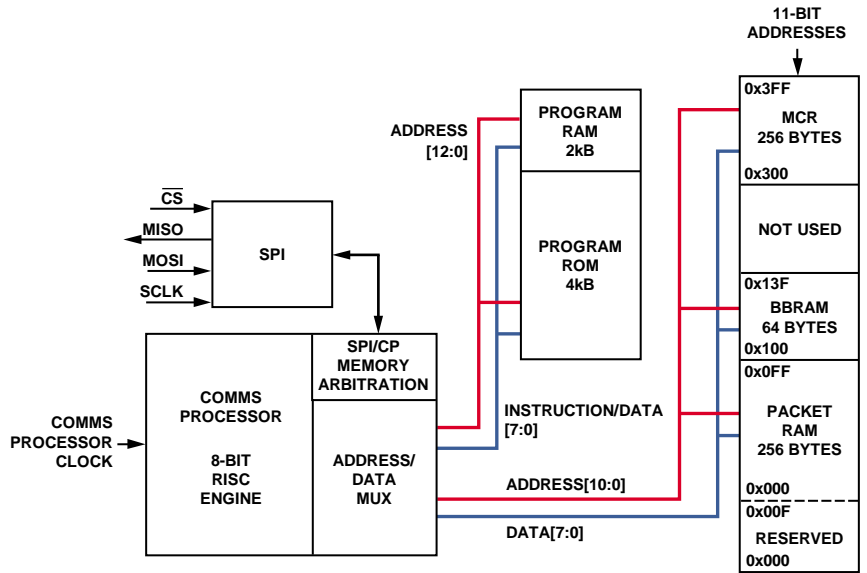 11-BIT
ADDRESSES
0x3FF
MCR
256 BYTES
0x300
NOT USED
0x13F
BBRAM
64 BYTES
0x100
0x0FF
PACKET
RAM
256 BYTES
0x000
0x00F
RESERVED
0x000
PROGRAM
RAM
2kB
PROGRAM
ROM
4kB
ADDRESS
[12:0]
CS
MISO
MOSI
SCLK
SPI
SPI/CP
MEMORY
ARBITRATION
COMMS
PROCESSOR
8-BIT
RISC
ENGINE
ADDRESS/
DATA
MUX
COMMS
PROCESSOR
CLOCK
INSTRUCTION/DATA
[7:0]
ADDRESS[10:0]
DATA[7:0]